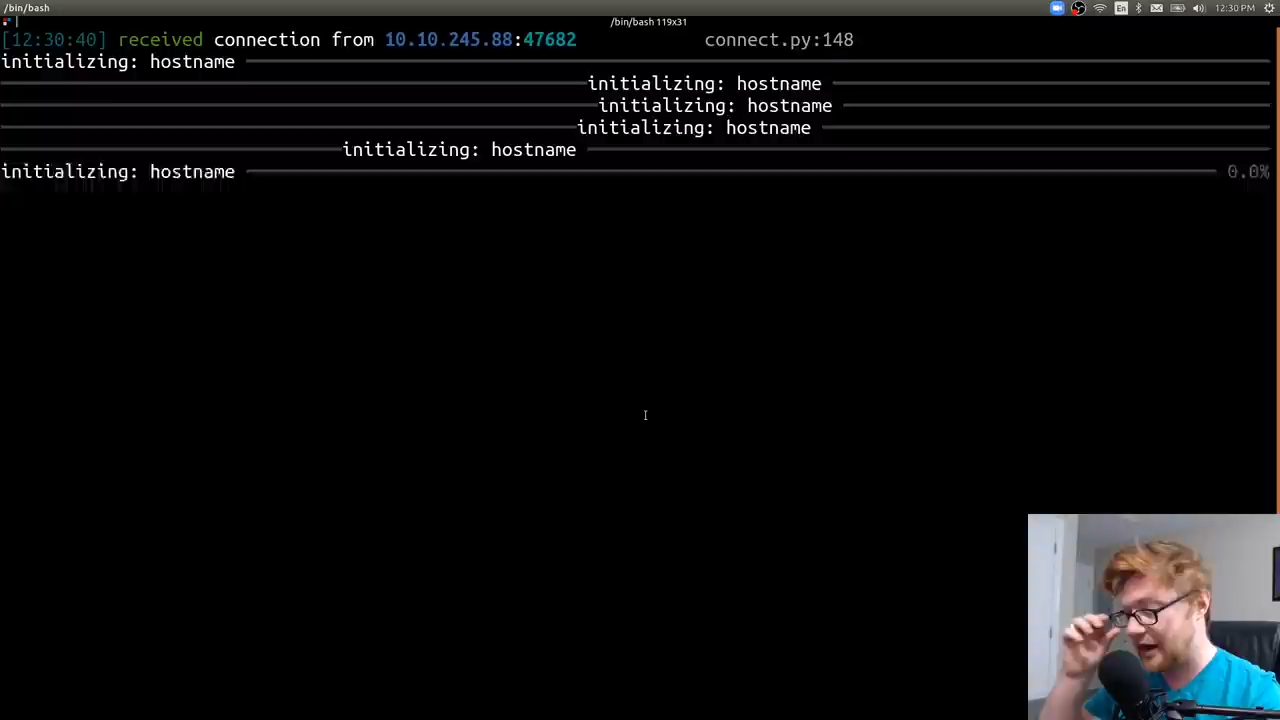 /bin/bash
En
12:30 PM
/bin/bash 119x31
[12:30:40] received connection from 10.10.245.88:47682 connect.py:148
initializing: hostname
initializing: hostname
initializing: hostname
initializing: hostname
initializing: hostname
initializing: hostname 0.0%